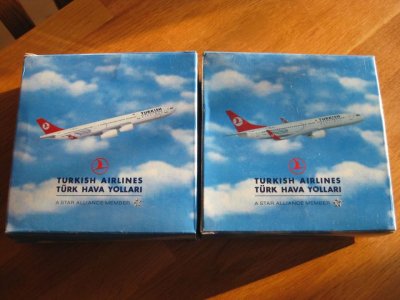 TURKISH
TURKISH AIRLINES
TÜRK HAVA YOLLARI
A STAR ALLIANCE MEMBER
TURKISH
TURKISH AIRLINES
TÜRK HAVA YOLLARI
A STAR ALLIANCE MEMBER